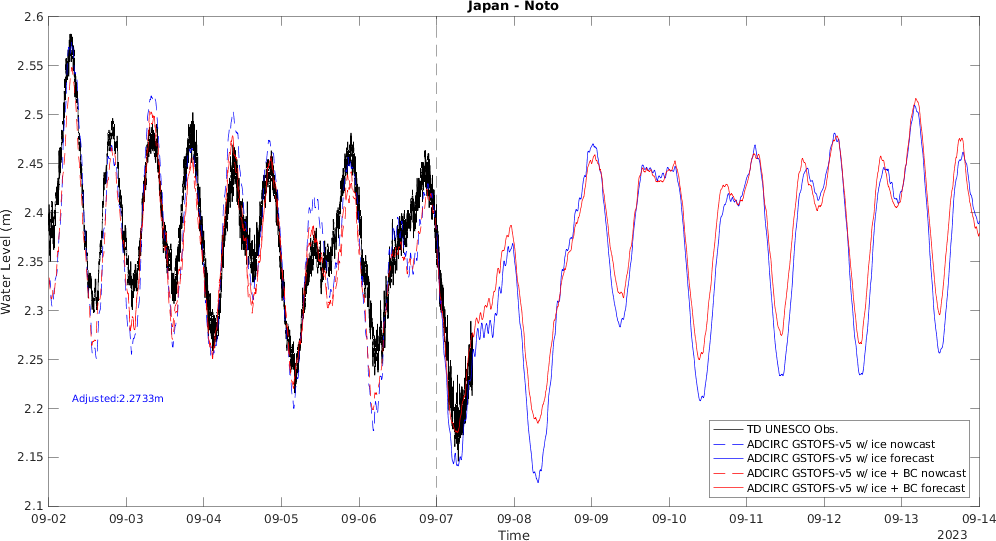 Japan - Noto
2.6
2.55
2.5
2.45
2.4
2.35
2.3
2.25
2.2
2.15
2.1
Water Level (m)
Adjusted:2.2733m
TD UNESCO Obs.
ADCIRC GSTOFS-v5 w/ ice nowcast
ADCIRC GSTOFS-v5 w/ ice forecast
ADCIRC GSTOFS-v5 w/ ice + BC nowcast
ADCIRC GSTOFS-v5 w/ ice + BC forecast
09-02 09-03 09-04 09-05 09-06 09-07 09-08 09-09 09-10 09-11 09-12 09-13 09-14
Time
2023